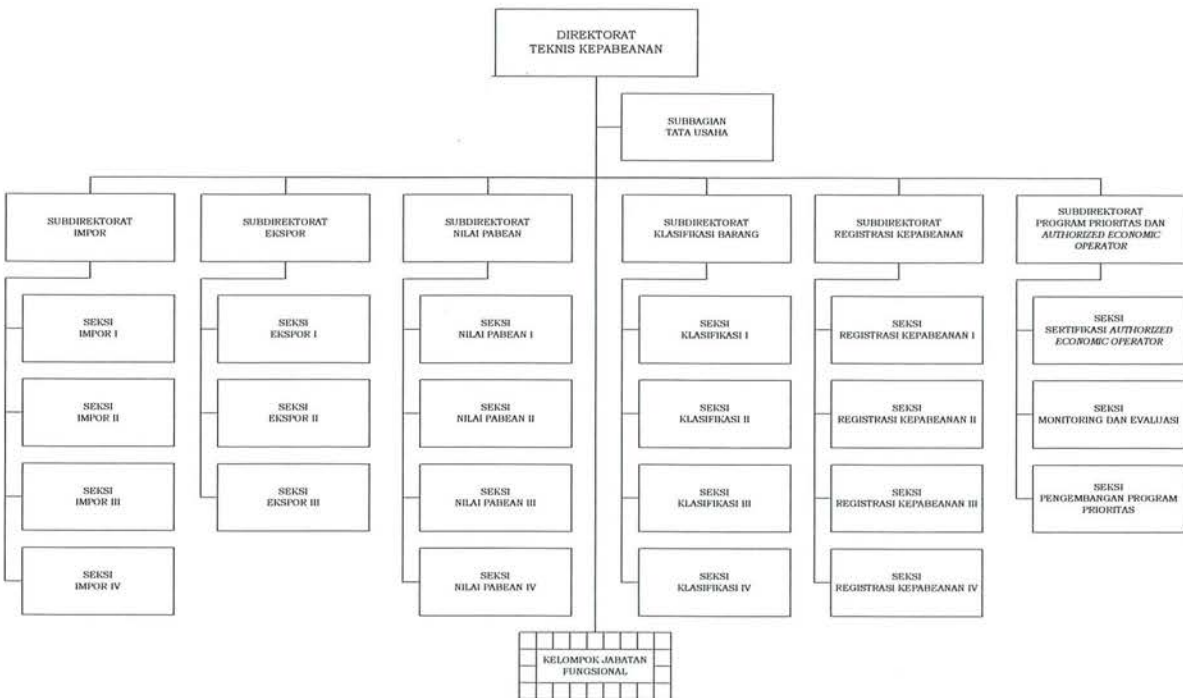 DIREKTORAT
TEKNIS KEPABEANAN
SUBBAGIAN
TATA USAHA
SUBDIREKTORAT
IMPOR
SUBDIREKTORAT
EKSPOR
SUBDIREKTORAT
NILAI PABEAN
SUBDIREKTORAT
KLASIFIKASI BARANG
SUBDIREKTORAT
REGISTRASI KEPABEANAN
SUBDIREKTORAT
PROGRAM PRIORITAS DAN
AUTHORIZED ECONOMIC
OPERATOR
SEKSI
IMPOR I
SEKSI
EKSPOR I
SEKSI
NILAI PABEAN I
SEKSI
KLASIFIKASI I
SEKSI
REGISTRASI KEPABEANAN I
SEKSI
SERTIFIKASI AUTHORIZED
ECONOMIC OPERATOR
SEKSI
IMPOR II
SEKSI
EKSPOR II
SEKSI
NILAI PABEAN II
SEKSI
KLASIFIKASI II
SEKSI
REGISTRASI KEPABEANAN II
SEKSI
MONITORING DAN EVALUASI
SEKSI
IMPOR III
SEKSI
EKSPOR III
SEKSI
NILAI PABEAN III
SEKSI
KLASIFIKASI III
SEKSI
REGISTRASI KEPABEANAN III
SEKSI
PENGEMBANGAN PROGRAM
PRIORITAS
SEKSI
IMPOR IV
SEKSI
NILAI PABEAN IV
SEKSI
KLASIFIKASI IV
SEKSI
REGISTRASI KEPABEANAN IV
KELOMPOK JABATAN
FUNGSIONAL